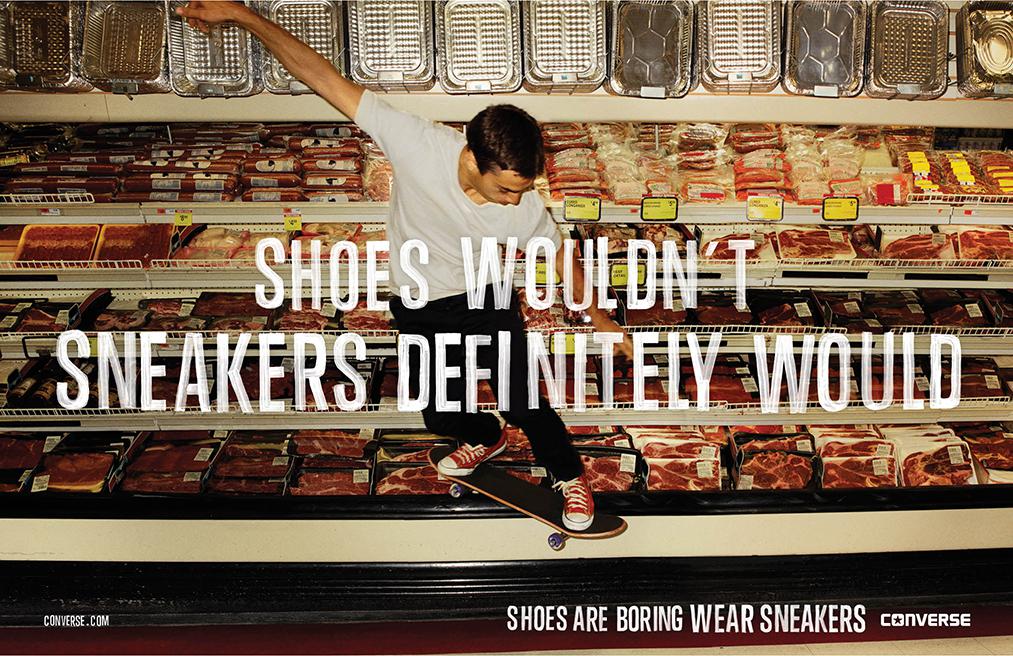 SHOES WOULDN'T
SNEAKERS DEFINITELY WOULD
CONVERSE.COM
SHOES ARE BORING WEAR SNEAKERS CONVERSE